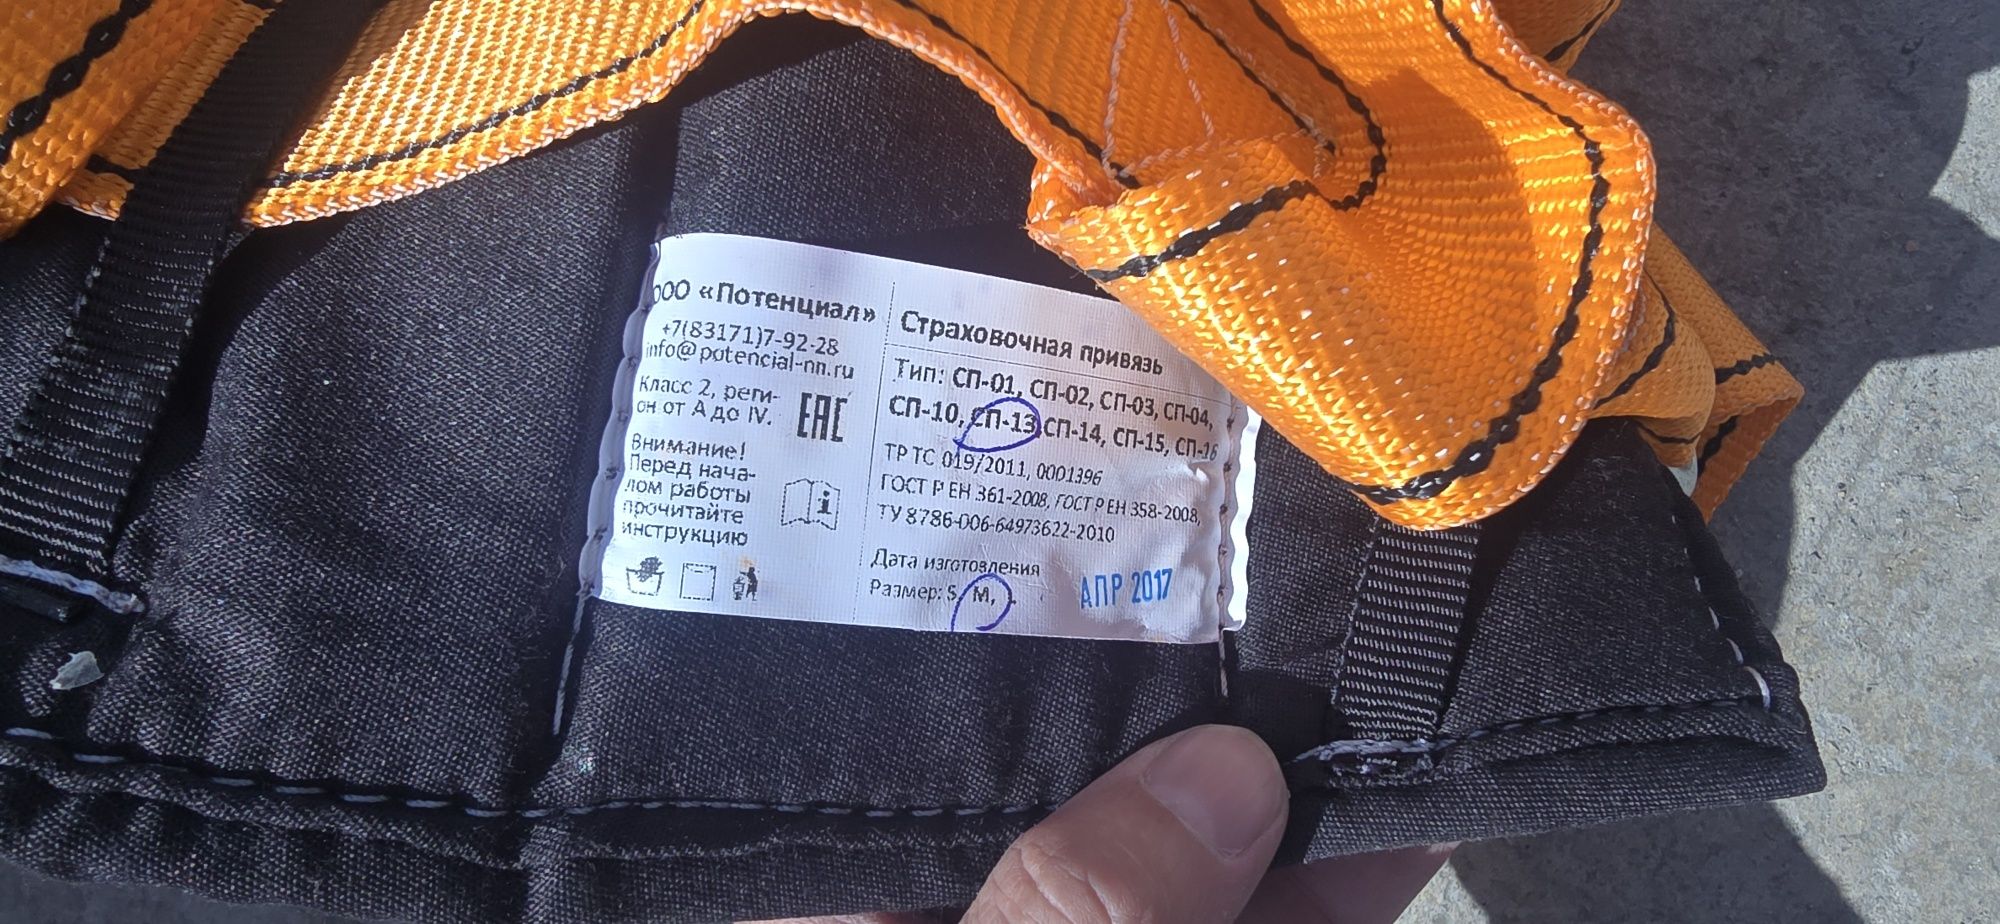 ООО «Потенциал»
+7(83171)7-92-28
info@potencial-nn.ru
Класс 2, реги-
он от А до IV.
EAC
Внимание!
Перед нача-
лом работы
прочитайте
инструкцию
Страховочная привязь
Тип: СП-01, СП-02, СП-03, СП-04,
СП-10, СП-13, СП-14, СП-15, СП-16
ТР ТС 019/2011, 0001396
ГОСТ Р ЕН 361-2008, ГОСТ Р ЕН 358-2008,
ТУ 8786-006-64973622-2010
Дата изготовления
АПР 2017
Размер: S, M,